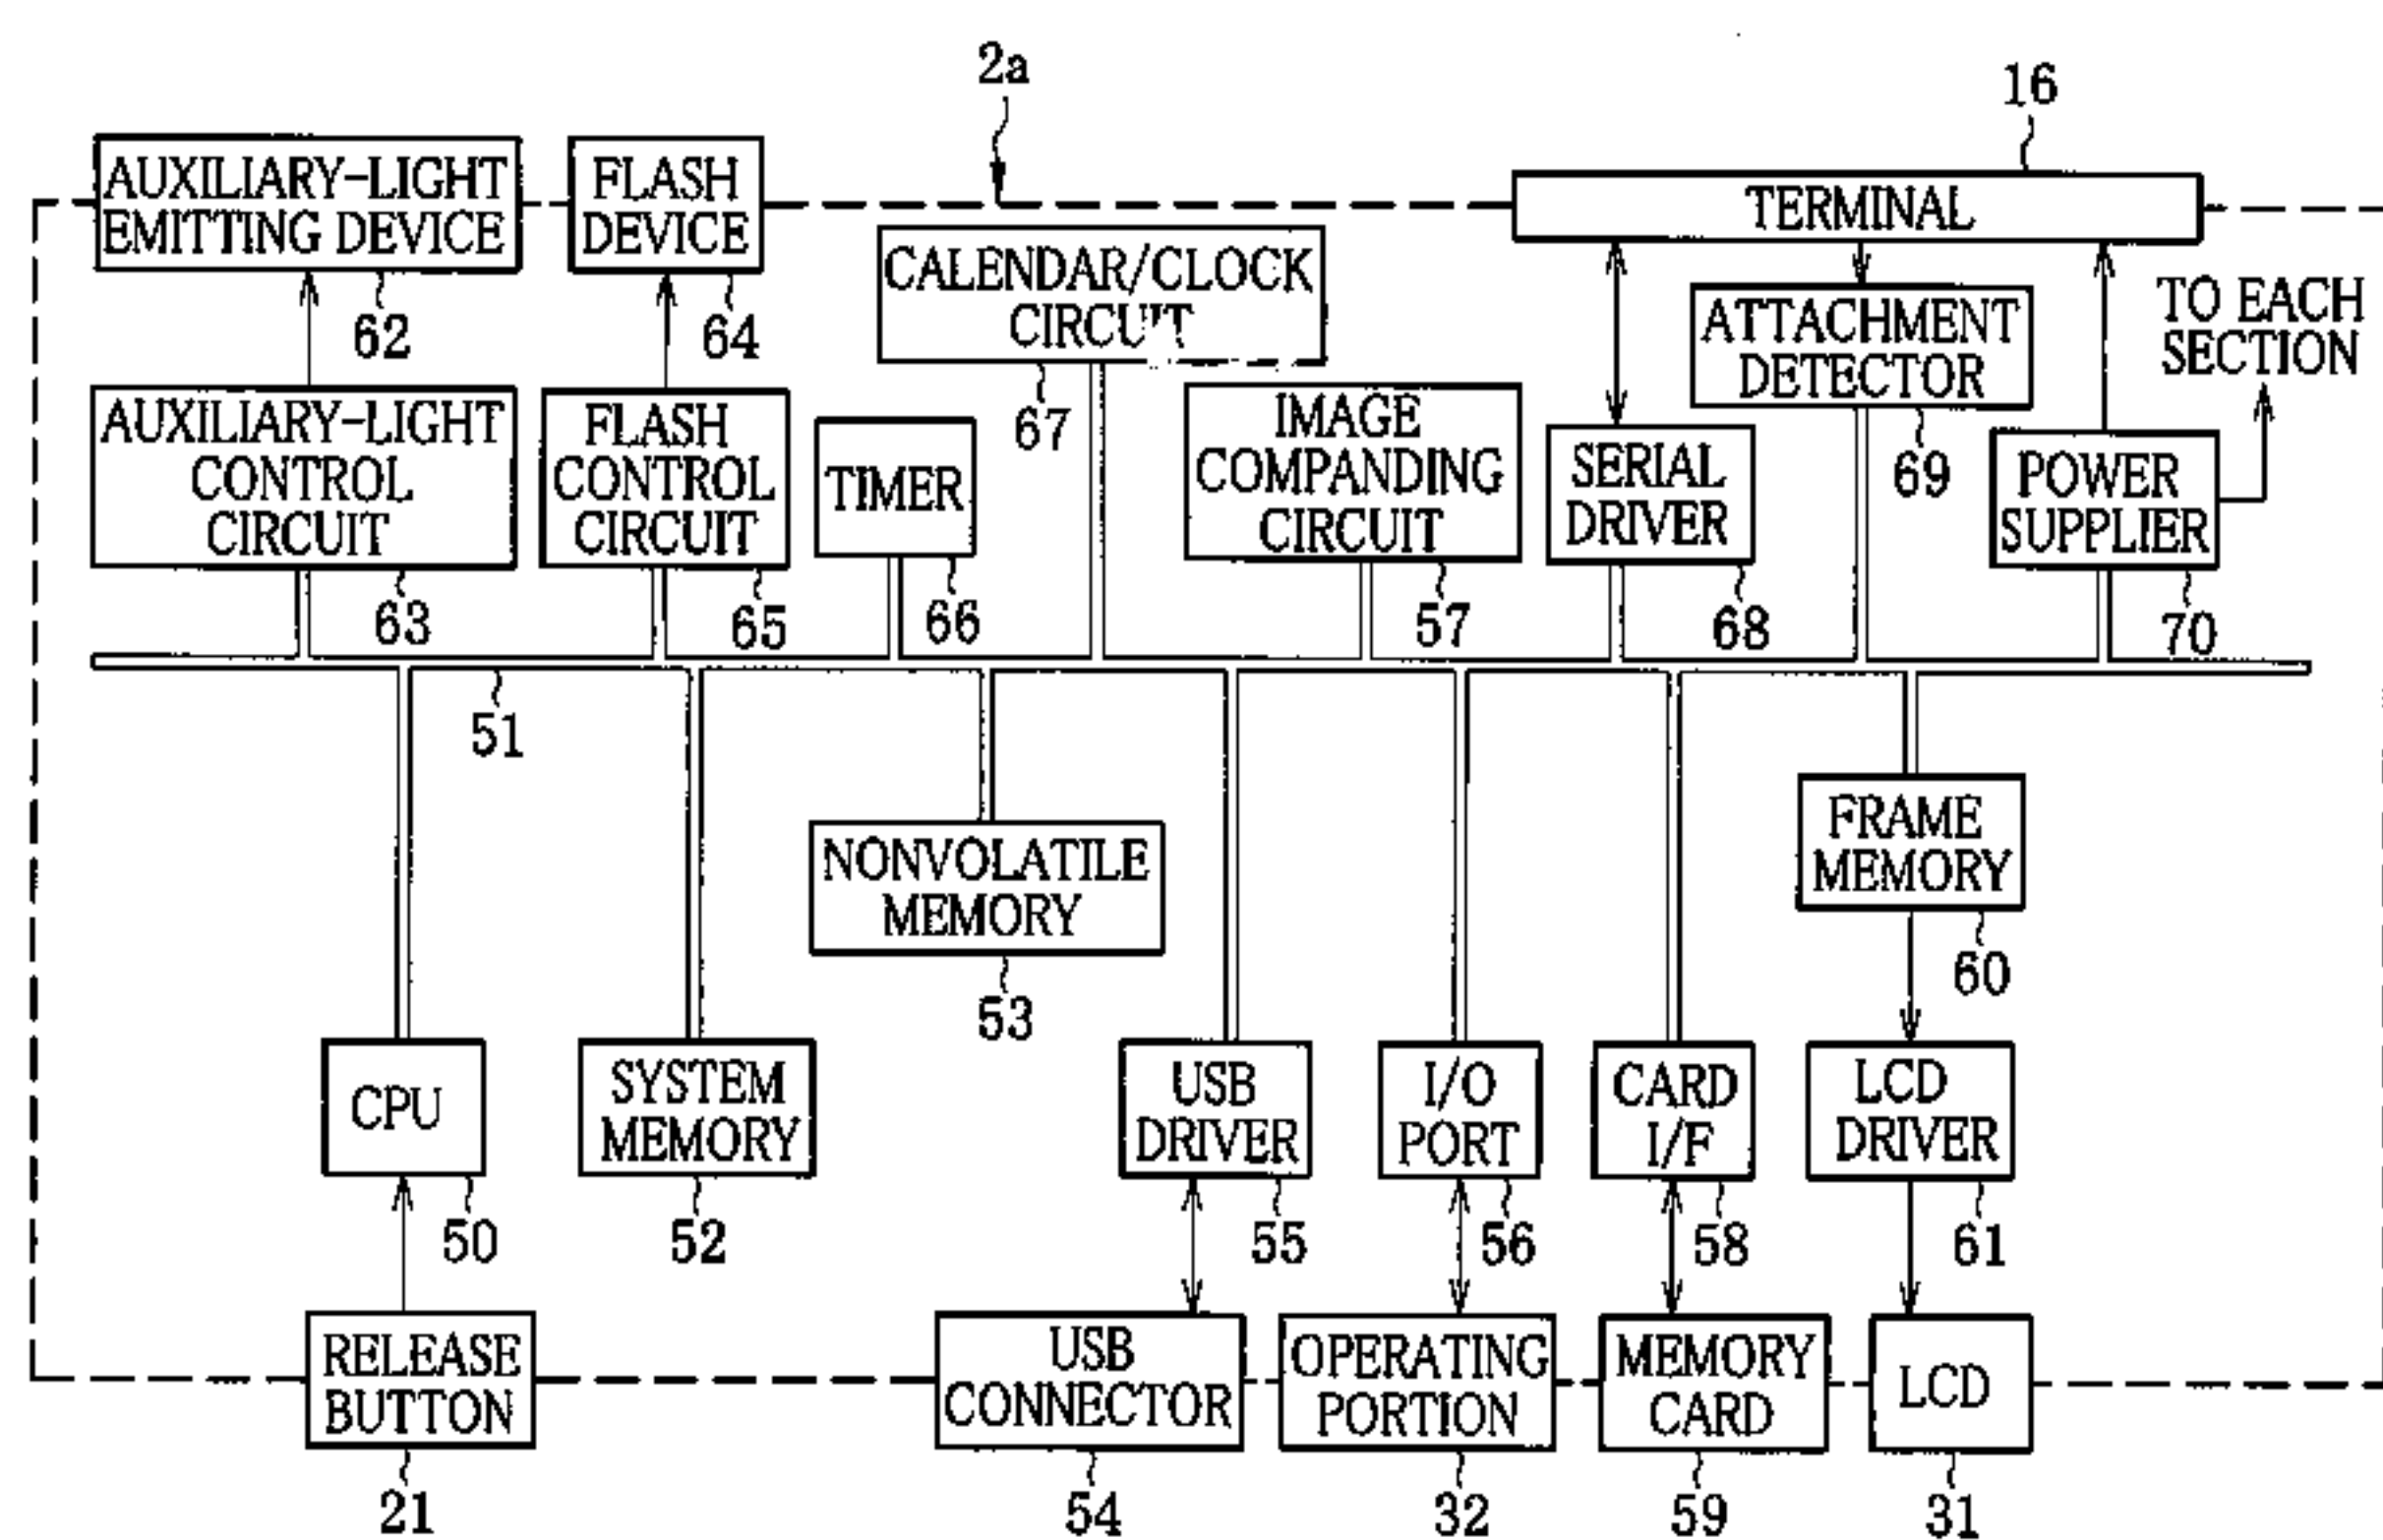 2a
16
AUXILIARY-LIGHT
EMITTING DEVICE
62
FLASH
DEVICE
64
CALENDAR/CLOCK
CIRCUIT
67
TERMINAL
ATTACHMENT
DETECTOR
69
TO EACH
SECTION
AUXILIARY-LIGHT
CONTROL
CIRCUIT
63
FLASH
CONTROL
CIRCUIT
65
TIMER
66
IMAGE
COMPANDING
CIRCUIT
57
SERIAL
DRIVER
68
POWER
SUPPLIER
70
51
NONVOLATILE
MEMORY
53
FRAME
MEMORY
60
CPU
50
SYSTEM
MEMORY
52
USB
DRIVER
55
I/O
PORT
56
CARD
I/F
58
LCD
DRIVER
61
RELEASE
BUTTON
21
USB
CONNECTOR
54
OPERATING
PORTION
32
MEMORY
CARD
59
LCD
31